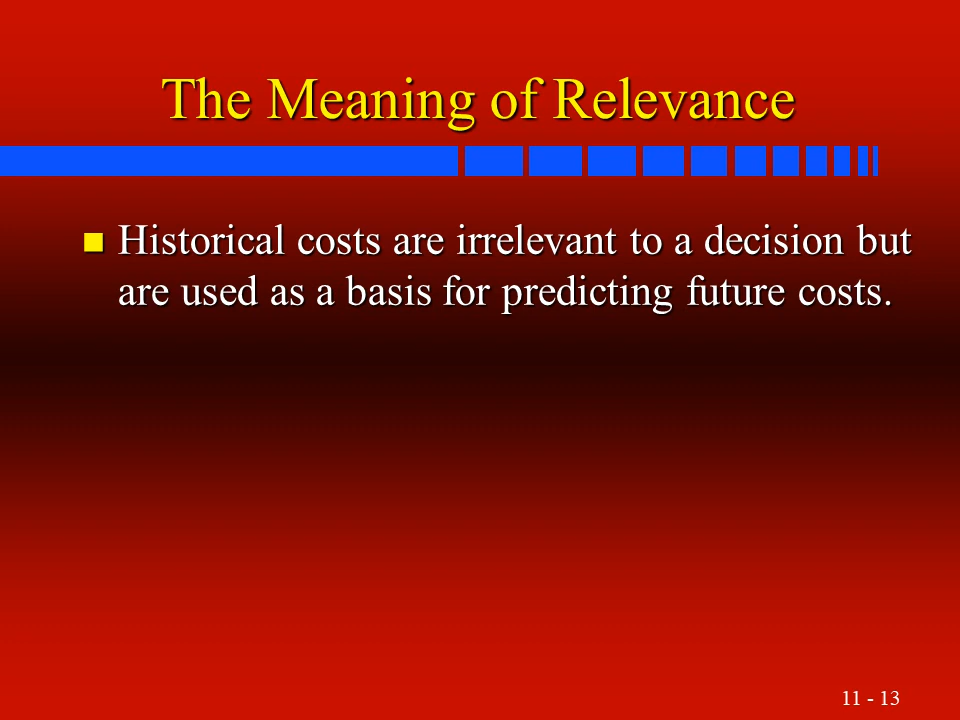 The Meaning of Relevance
Historical costs are irrelevant to a decision but
are used as a basis for predicting future costs.
11 - 13